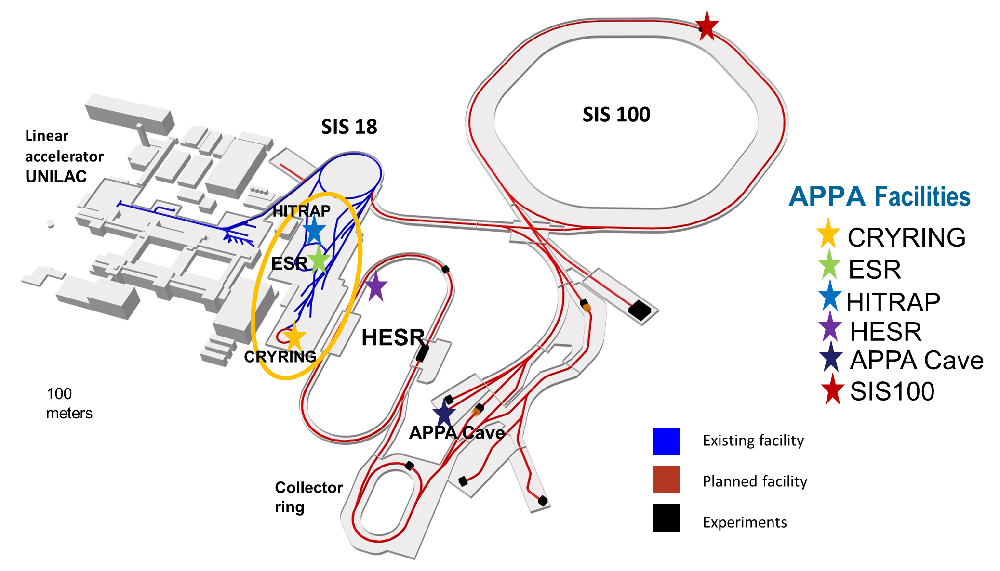 SIS 100
SIS 18
Linear
accelerator
UNILAC
HITRAP
ESR
HESR
CRYRING
100
meters
APPA Cave
Collector
ring
APPA Facilities
CRYRING
ESR
HITRAP
HESR
APPA Cave
SIS100
Existing facility
Planned facility
Experiments